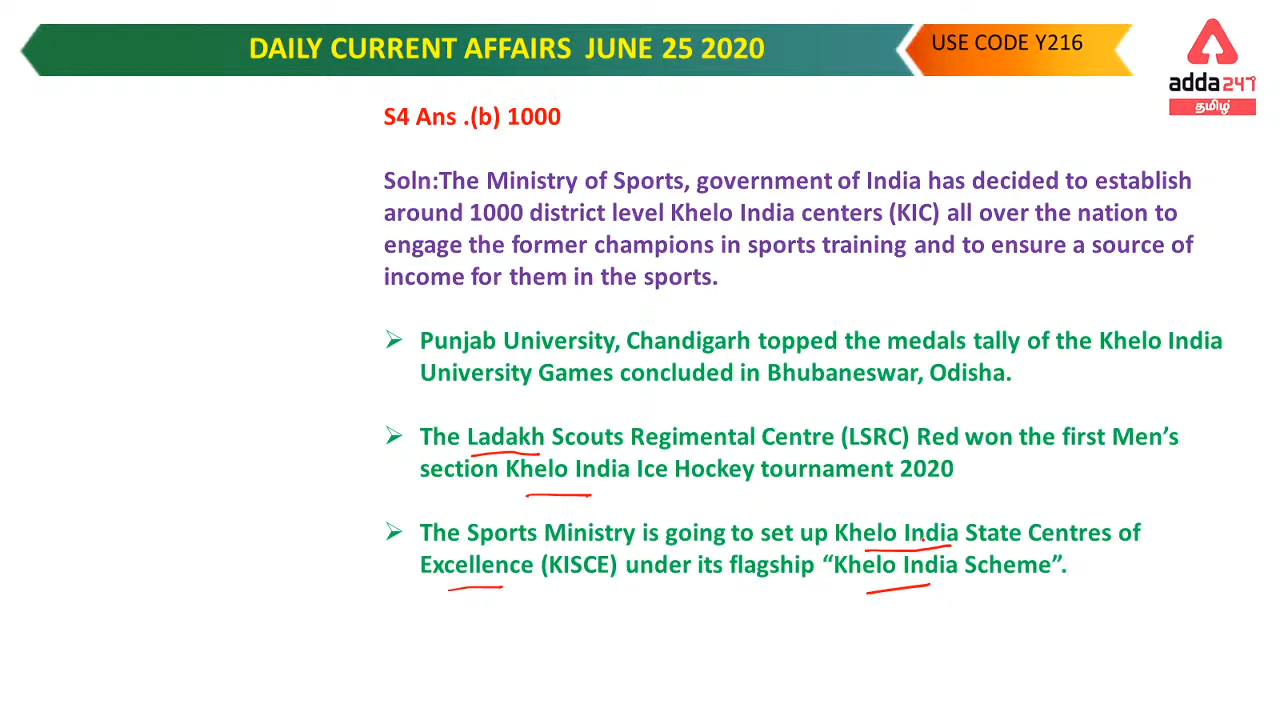 DAILY CURRENT AFFAIRS JUNE 25 2020
USE CODE Y216
adda247
தமிழ்
S4 Ans .(b) 1000
Soln:The Ministry of Sports, government of India has decided to establish
around 1000 district level Khelo India centers (KIC) all over the nation to
engage the former champions in sports training and to ensure a source of
income for them in the sports.
➢ Punjab University, Chandigarh topped the medals tally of the Khelo India
University Games concluded in Bhubaneswar, Odisha.
➢ The Ladakh Scouts Regimental Centre (LSRC) Red won the first Men’s
section Khelo India Ice Hockey tournament 2020
➢ The Sports Ministry is going to set up Khelo India State Centres of
Excellence (KISCE) under its flagship “Khelo India Scheme”.